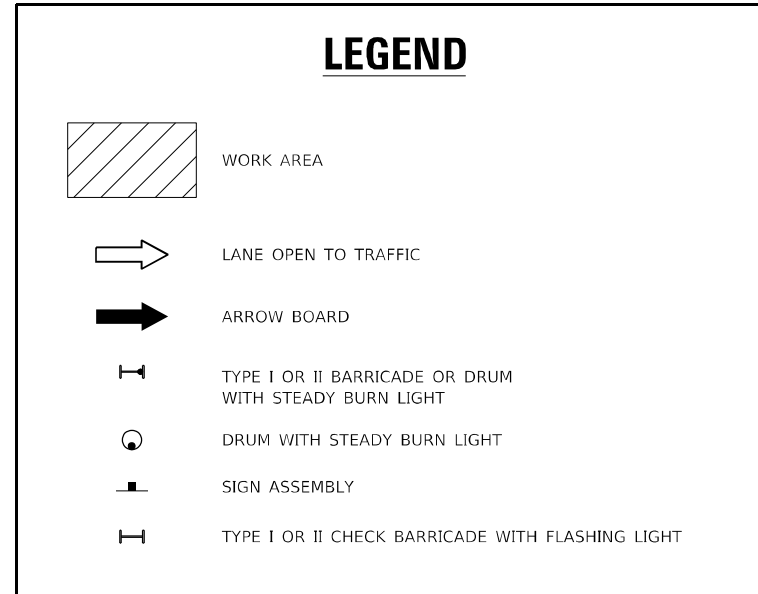 LEGEND
WORK AREA
LANE OPEN TO TRAFFIC
ARROW BOARD
TYPE I OR II BARRICADE OR DRUM
WITH STEADY BURN LIGHT
DRUM WITH STEADY BURN LIGHT
SIGN ASSEMBLY
TYPE I OR II CHECK BARRICADE WITH FLASHING LIGHT